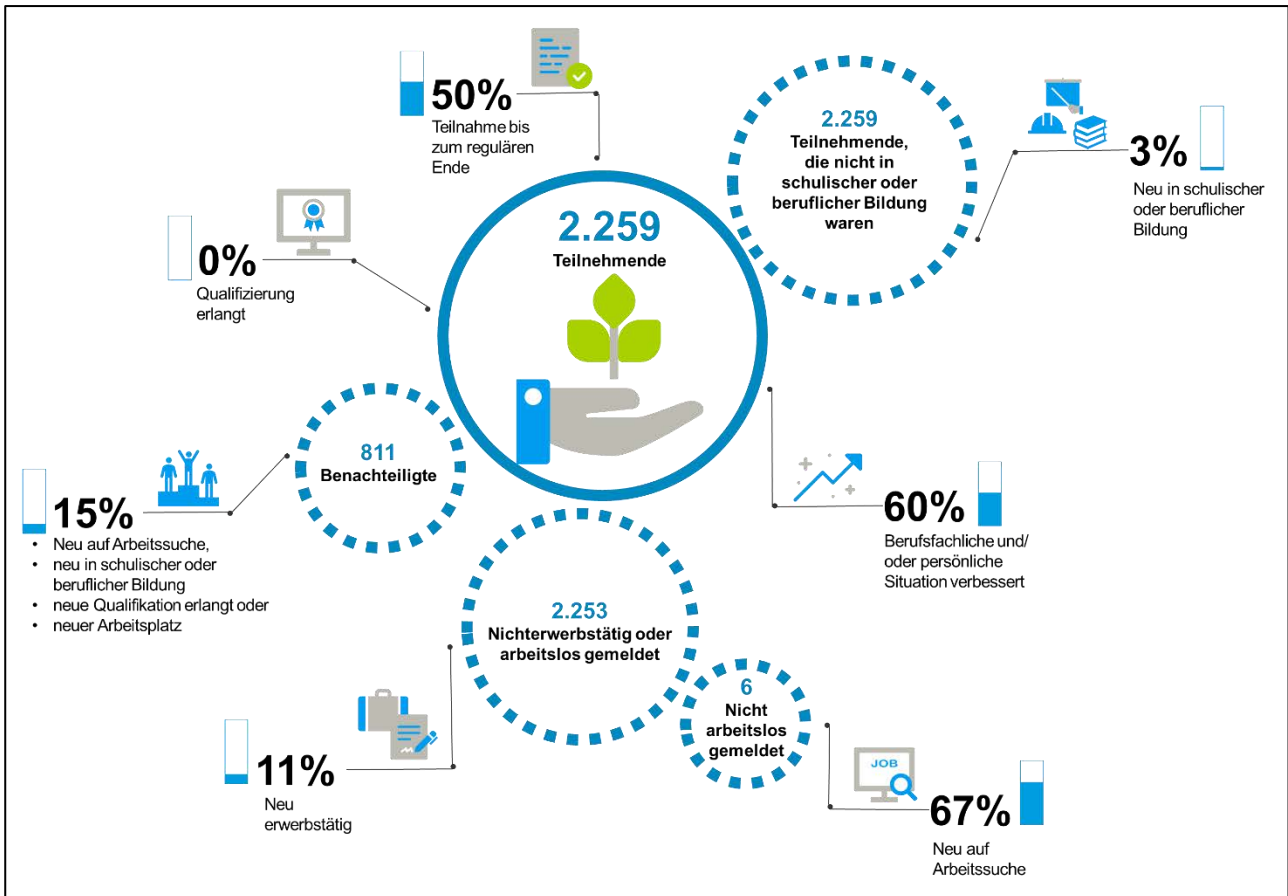 50%
Teilnahme bis
zum regulären
Ende
2.259
Teilnehmende,
die nicht in
schulischer oder
beruflicher Bildung
waren
3%
Neu in schulischer
oder beruflicher
Bildung
0%
Qualifizierung
erlangt
2.259
Teilnehmende
811
Benachteiligte
15%
• Neu auf Arbeitssuche,
• neu in schulischer oder
beruflicher Bildung
• neue Qualifikation erlangt oder
• neuer Arbeitsplatz
60%
Berufsfachliche und/
oder persönliche
Situation verbessert
2.253
Nichterwerbstätig oder
arbeitslos gemeldet
6
Nicht
arbeitslos
gemeldet
11%
Neu
erwerbstätig
JOB
67%
Neu auf
Arbeitssuche